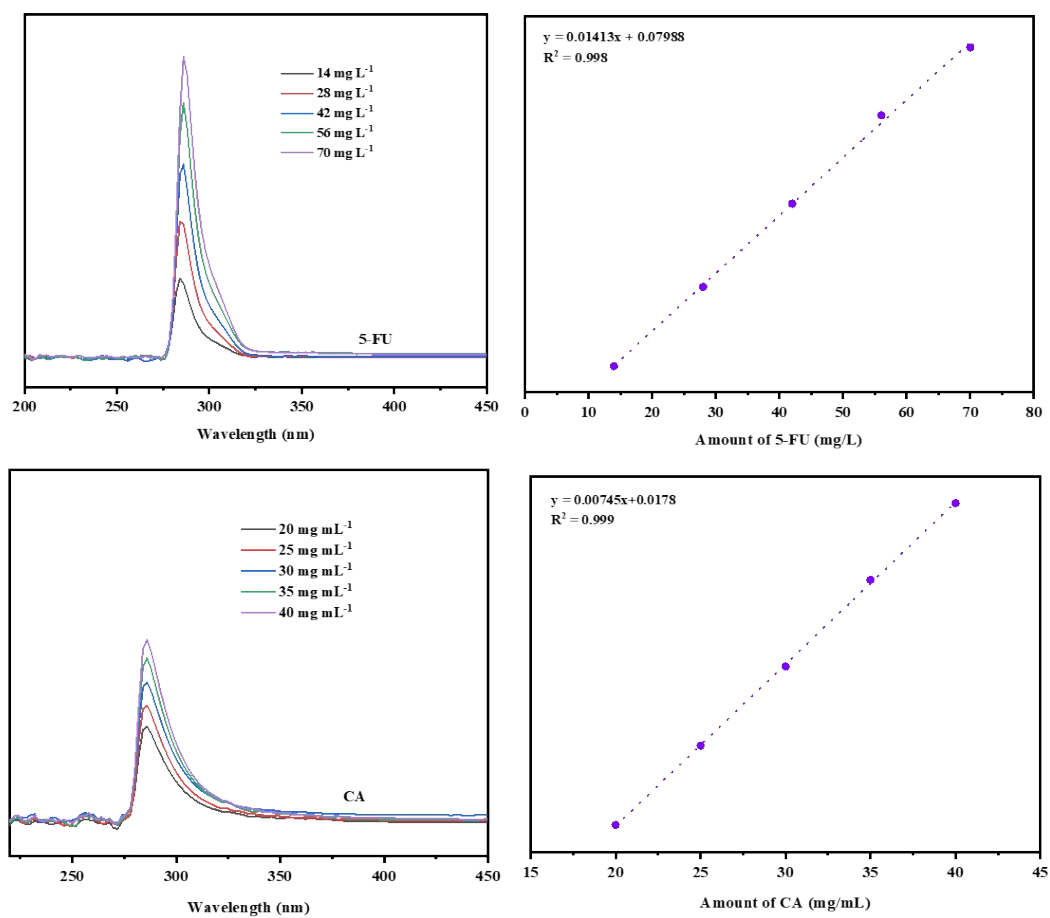 14 mg L⁻¹
28 mg L⁻¹
42 mg L⁻¹
56 mg L⁻¹
70 mg L⁻¹
5-FU
200 250 300 350 400 450
Wavelength (nm)
y = 0.01413x + 0.07988
R² = 0.998
0 10 20 30 40 50 60 70 80
Amount of 5-FU (mg/L)
20 mg mL⁻¹
25 mg mL⁻¹
30 mg mL⁻¹
35 mg mL⁻¹
40 mg mL⁻¹
CA
250 300 350 400 450
Wavelength (nm)
y = 0.00745x+0.0178
R² = 0.999
15 20 25 30 35 40 45
Amount of CA (mg/mL)